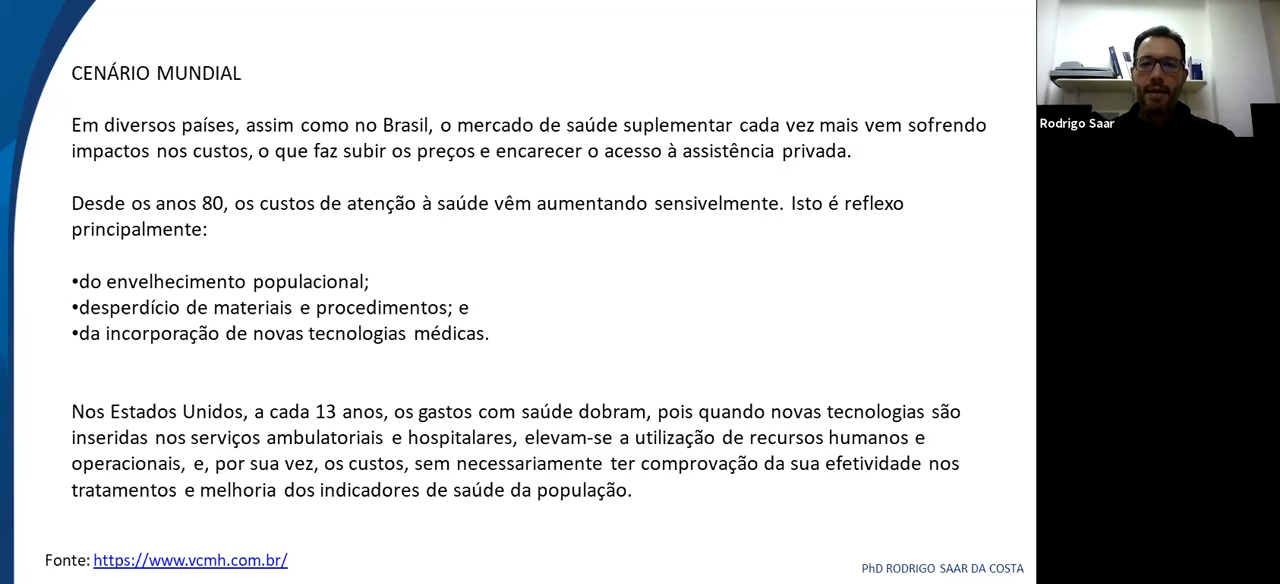 CENÁRIO MUNDIAL
Em diversos países, assim como no Brasil, o mercado de saúde suplementar cada vez mais vem sofrendo
impactos nos custos, o que faz subir os preços e encarecer o acesso à assistência privada.
Desde os anos 80, os custos de atenção à saúde vêm aumentando sensivelmente. Isto é reflexo
principalmente:
•do envelhecimento populacional;
•desperdício de materiais e procedimentos; e
•da incorporação de novas tecnologias médicas.
Nos Estados Unidos, a cada 13 anos, os gastos com saúde dobram, pois quando novas tecnologias são
inseridas nos serviços ambulatoriais e hospitalares, elevam-se a utilização de recursos humanos e
operacionais, e, por sua vez, os custos, sem necessariamente ter comprovação da sua efetividade nos
tratamentos e melhoria dos indicadores de saúde da população.
Fonte: https://www.vcmh.com.br/
PhD RODRIGO SAAR DA COSTA
Rodrigo Saar